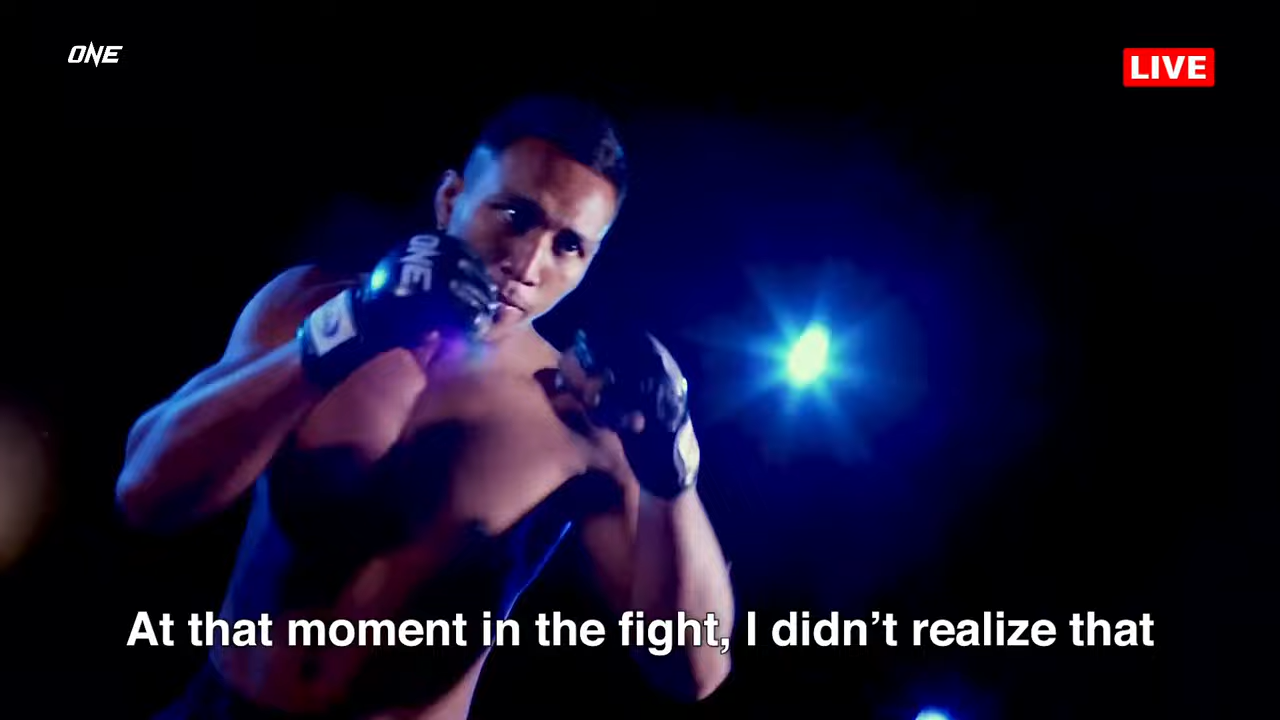 ONE
LIVE
ONE
At that moment in the fight, I didn’t realize that